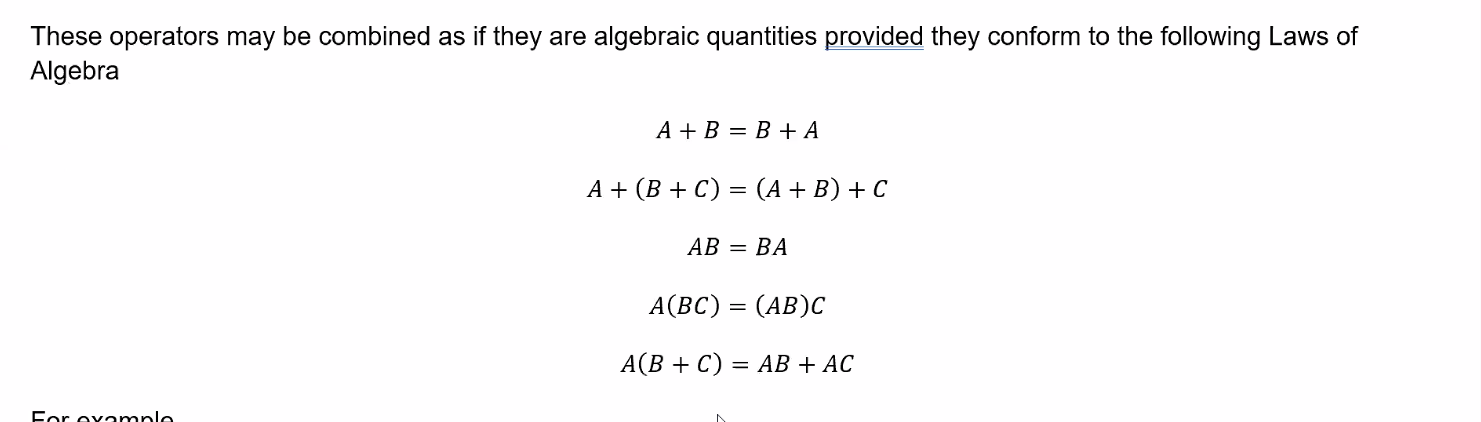 These operators may be combined as if they are algebraic quantities provided they conform to the following Laws of
Algebra
A + B = B + A
A + (B + C) = (A + B) + C
AB = BA
A(BC) = (AB)C
A(B + C) = AB + AC
For example